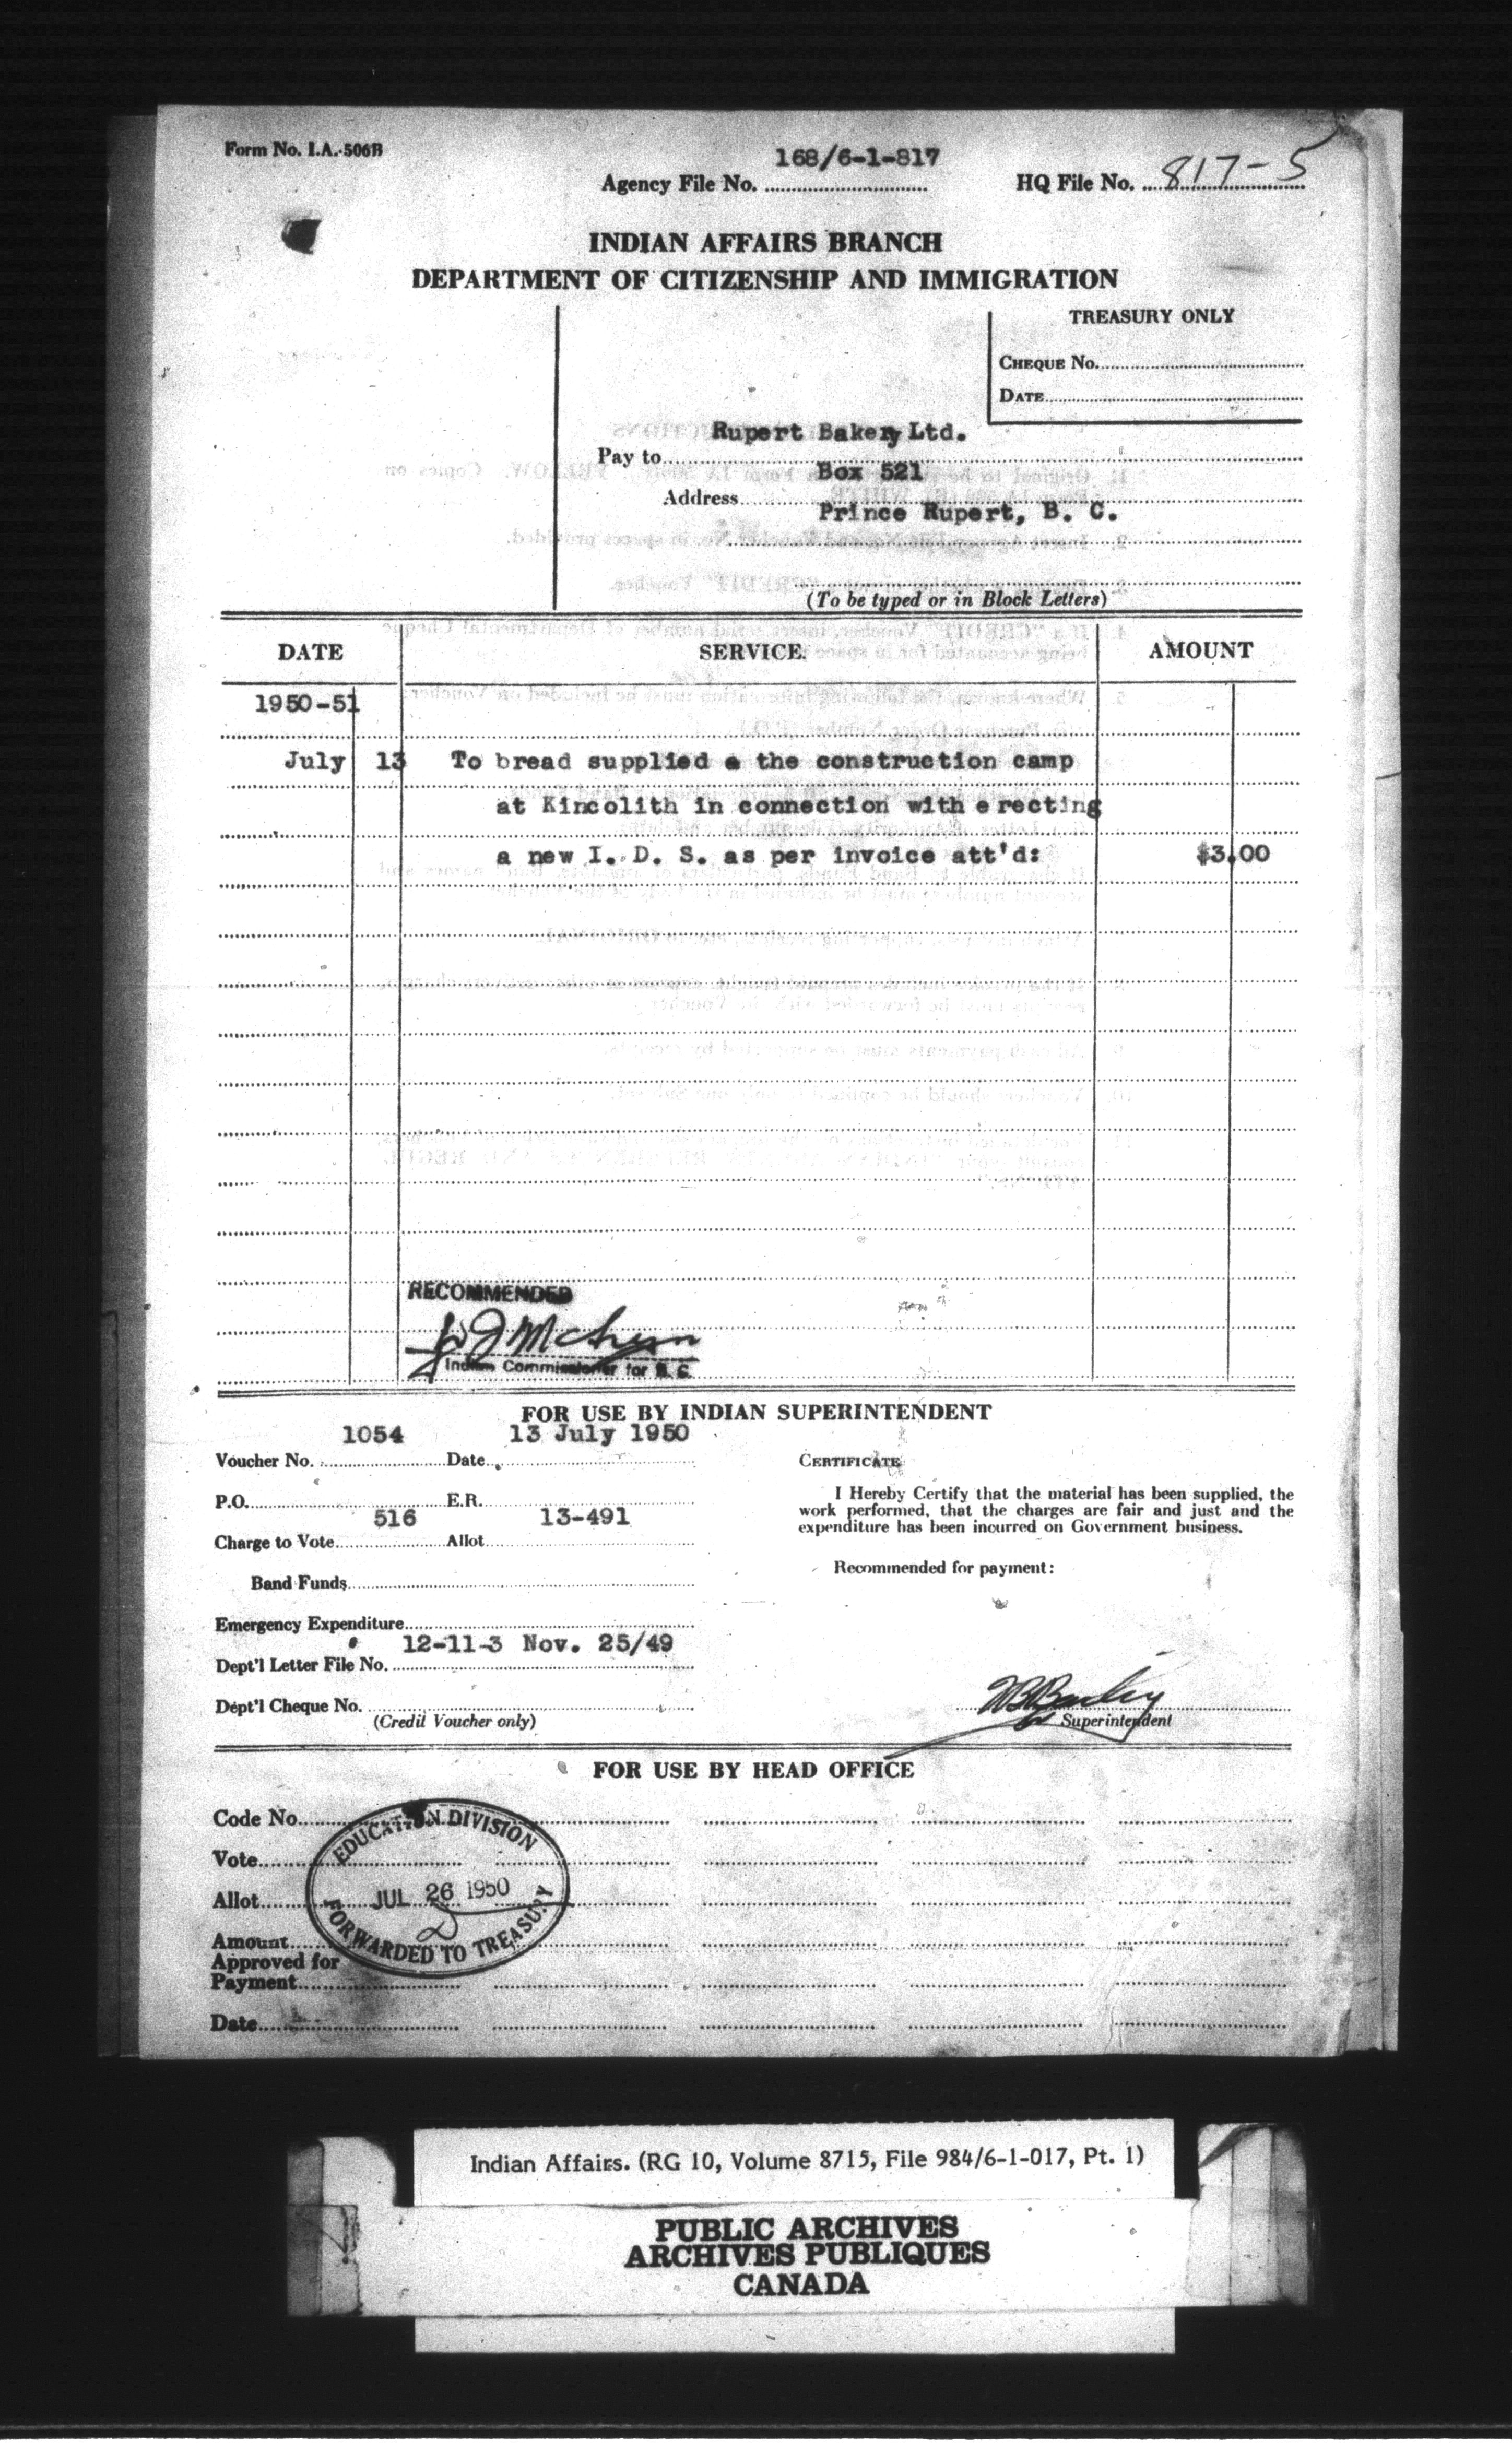 Form No. I.A. 506B
168/6-1-817
Agency File No.
HQ File No. 817-5
INDIAN AFFAIRS BRANCH
DEPARTMENT OF CITIZENSHIP AND IMMIGRATION
TREASURY ONLY
CHEQUE No.
DATE
Rupert Bakery Ltd.
Pay to
Box 521
Address
Prince Rupert, B. C.
(To be typed or in Block Letters)
DATE SERVICE AMOUNT
1950-51
July 13 To bread supplied the construction camp
at Kincolith in connection with erecting
a new I. D. S. as per invoice att'd: $3.00
RECOMMENDED
Indian Commissioner for B. C.
FOR USE BY INDIAN SUPERINTENDENT
1054 13 July 1950
Voucher No. Date
CERTIFICATE
P.O. E.R.
I Hereby Certify that the material has been supplied, the
work performed, that the charges are fair and just and the
expenditure has been incurred on Government business.
516 13-491
Charge to Vote Allot
Recommended for payment:
Band Funds
Emergency Expenditure
12-11-3 Nov. 25/49
Dept'l Letter File No.
Dept'l Cheque No.
(Credit Voucher only)
Superintendent
FOR USE BY HEAD OFFICE
Code No.
Vote
Allot
Amount
Approved for
Payment
Date
EDUCATION DIVISION
JUL 26 1950
FORWARDED TO TREASURY
Indian Affairs. (RG 10, Volume 8715, File 984/6-1-017, Pt. 1)
PUBLIC ARCHIVES
ARCHIVES PUBLIQUES
CANADA